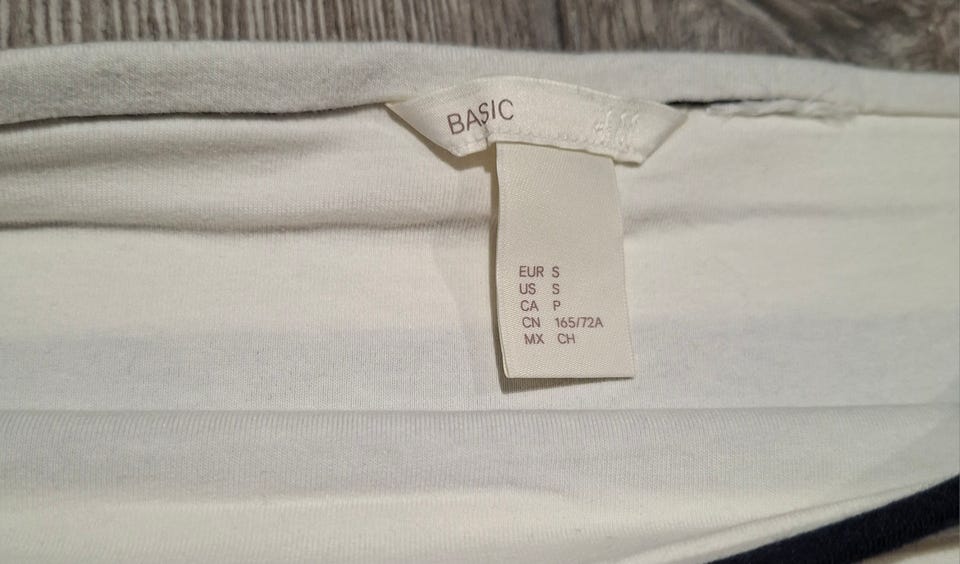 BASIC
EUR S
US S
CA P
CN 165/72A
MX CH